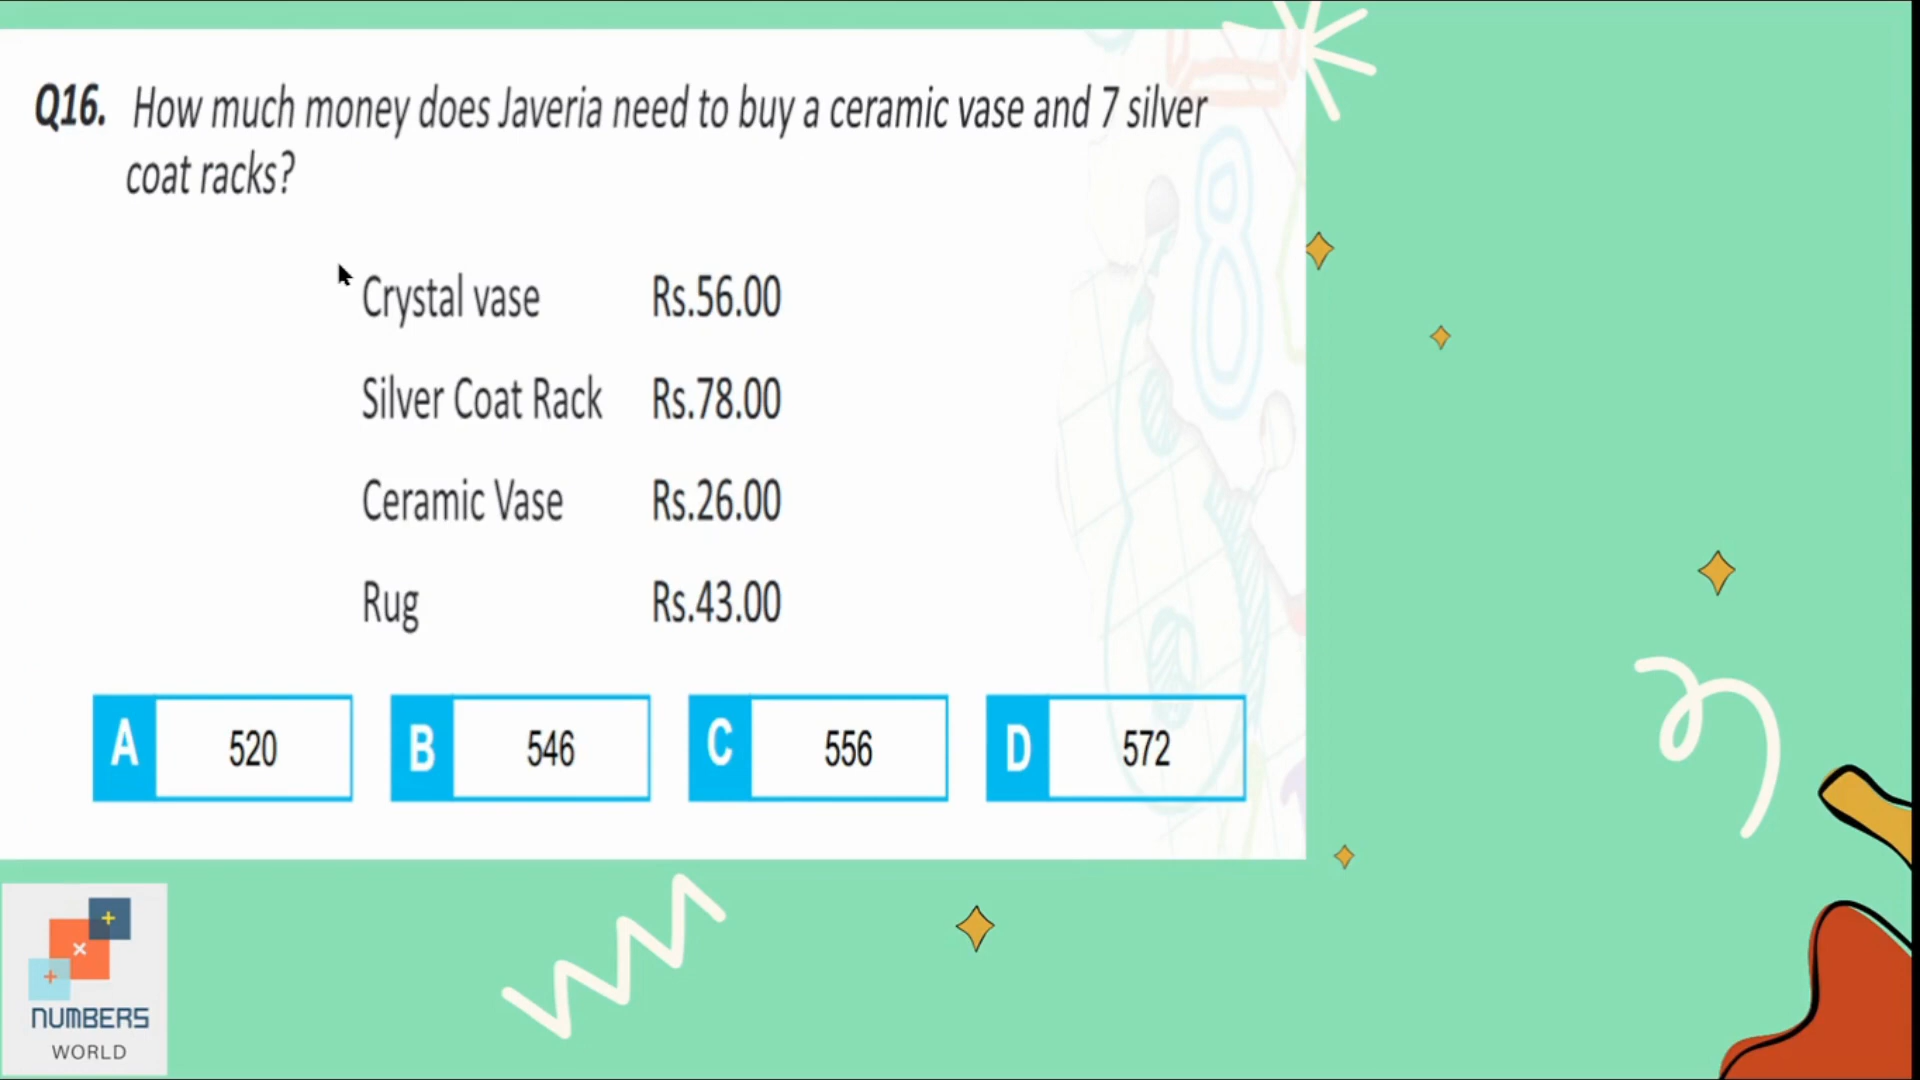 Q16. How much money does Javeria need to buy a ceramic vase and 7 silver
coat racks?
Crystal vase Rs.56.00
Silver Coat Rack Rs.78.00
Ceramic Vase Rs.26.00
Rug Rs.43.00
A 520 B 546 C 556 D 572
8
+
×
+
NUMBERS
WORLD